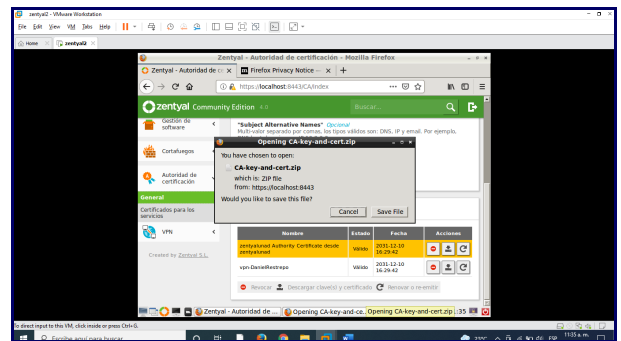 zentyal2 - VMware Workstation
File Edit View VM Tabs Help
Home zentyal2
Zentyal - Autoridad de certificación - Mozilla Firefox
Zentyal - Autoridad de ce Firefox Privacy Notice —
https://localhost:8443/CA/Index
zentyal Community Edition 4.0 Buscar...
Gestión de software
"Subject Alternative Names" Opcional
Multi-valor separado por comas, los tipos válidos son: DNS, IP y email. Por ejemplo,
Cortafuegos
Autoridad de certificación
General
Certificados para los servicios
VPN
Created by Zentyal S.L.
Opening CA-key-and-cert.zip
You have chosen to open:
CA-key-and-cert.zip
which is: ZIP file
from: https://localhost:8443
Would you like to save this file?
Cancel Save File
Nombre Estado Fecha Acciones
zentyalunad Authority Certificate desde zentyalunad Válido 2031-12-10 16:29:42
vpn-DanielRestrepo Válido 2031-12-10 16:29:42
Revocar Descargar clave(s) y certificado Renovar o re-emitir
Zentyal - Autoridad de ... Opening CA-key-and-ce. Opening CA-key-and-cert.zip :35
To direct input to this VM, click inside or press Ctrl+G.
Escribe aquí para buscar 23°C ESP 11:35 a. m.